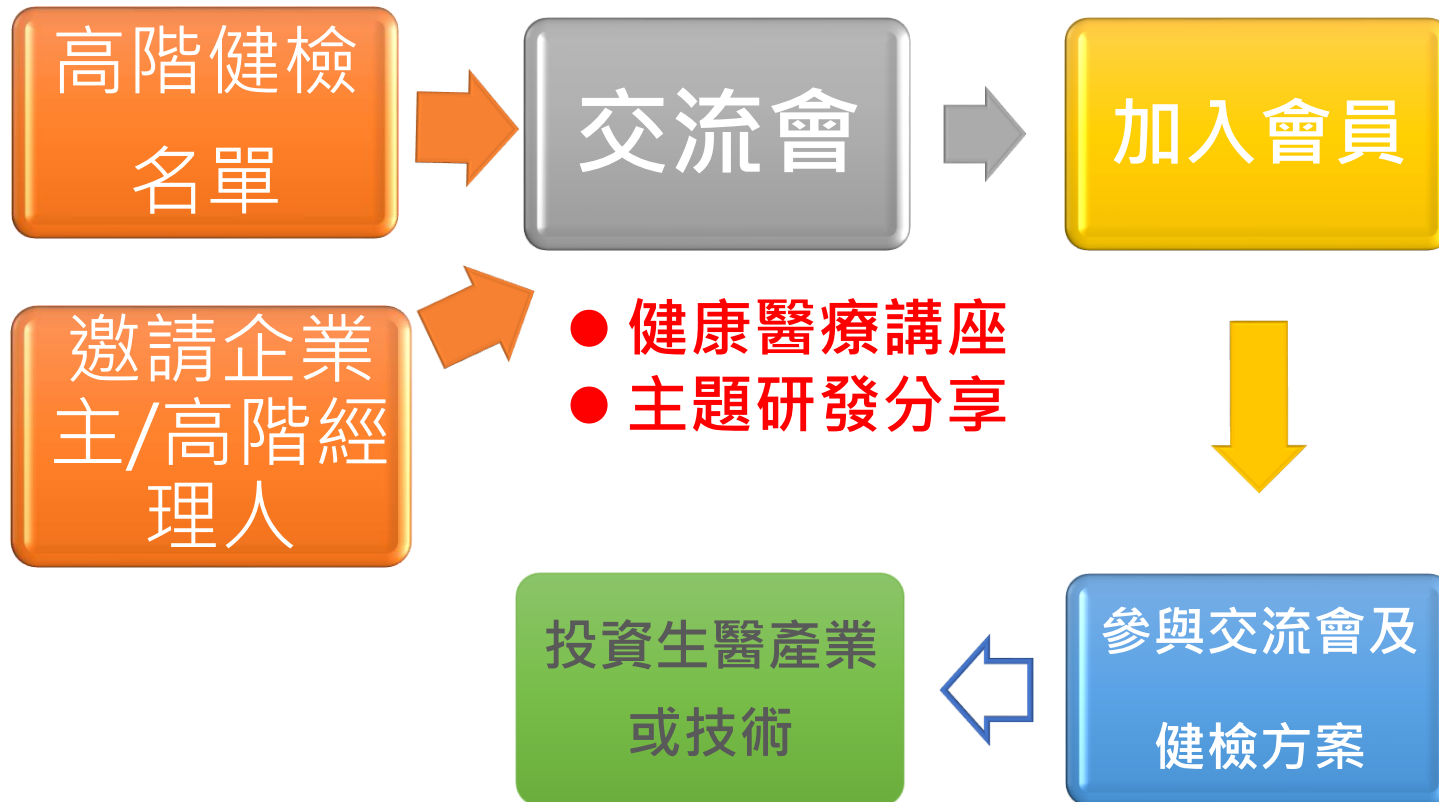 高階健檢
名單
交流會
加入會員
邀請企業
主/高階經
理人
● 健康醫療講座
● 主題研發分享
投資生醫產業
或技術
參與交流會及
健檢方案